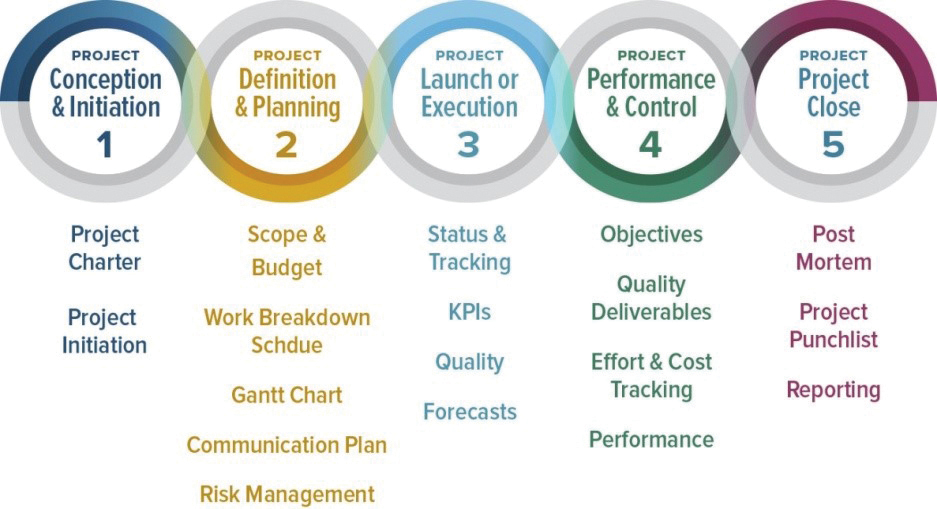 PROJECT
Conception
& Initiation
1
PROJECT
Definition
& Planning
2
PROJECT
Launch or
Execution
3
PROJECT
Performance
& Control
4
PROJECT
Project
Close
5
Project
Charter
Project
Initiation
Scope &
Budget
Work Breakdown
Schdue
Gantt Chart
Communication Plan
Risk Management
Status &
Tracking
KPIs
Quality
Forecasts
Objectives
Quality
Deliverables
Effort & Cost
Tracking
Performance
Post
Mortem
Project
Punchlist
Reporting